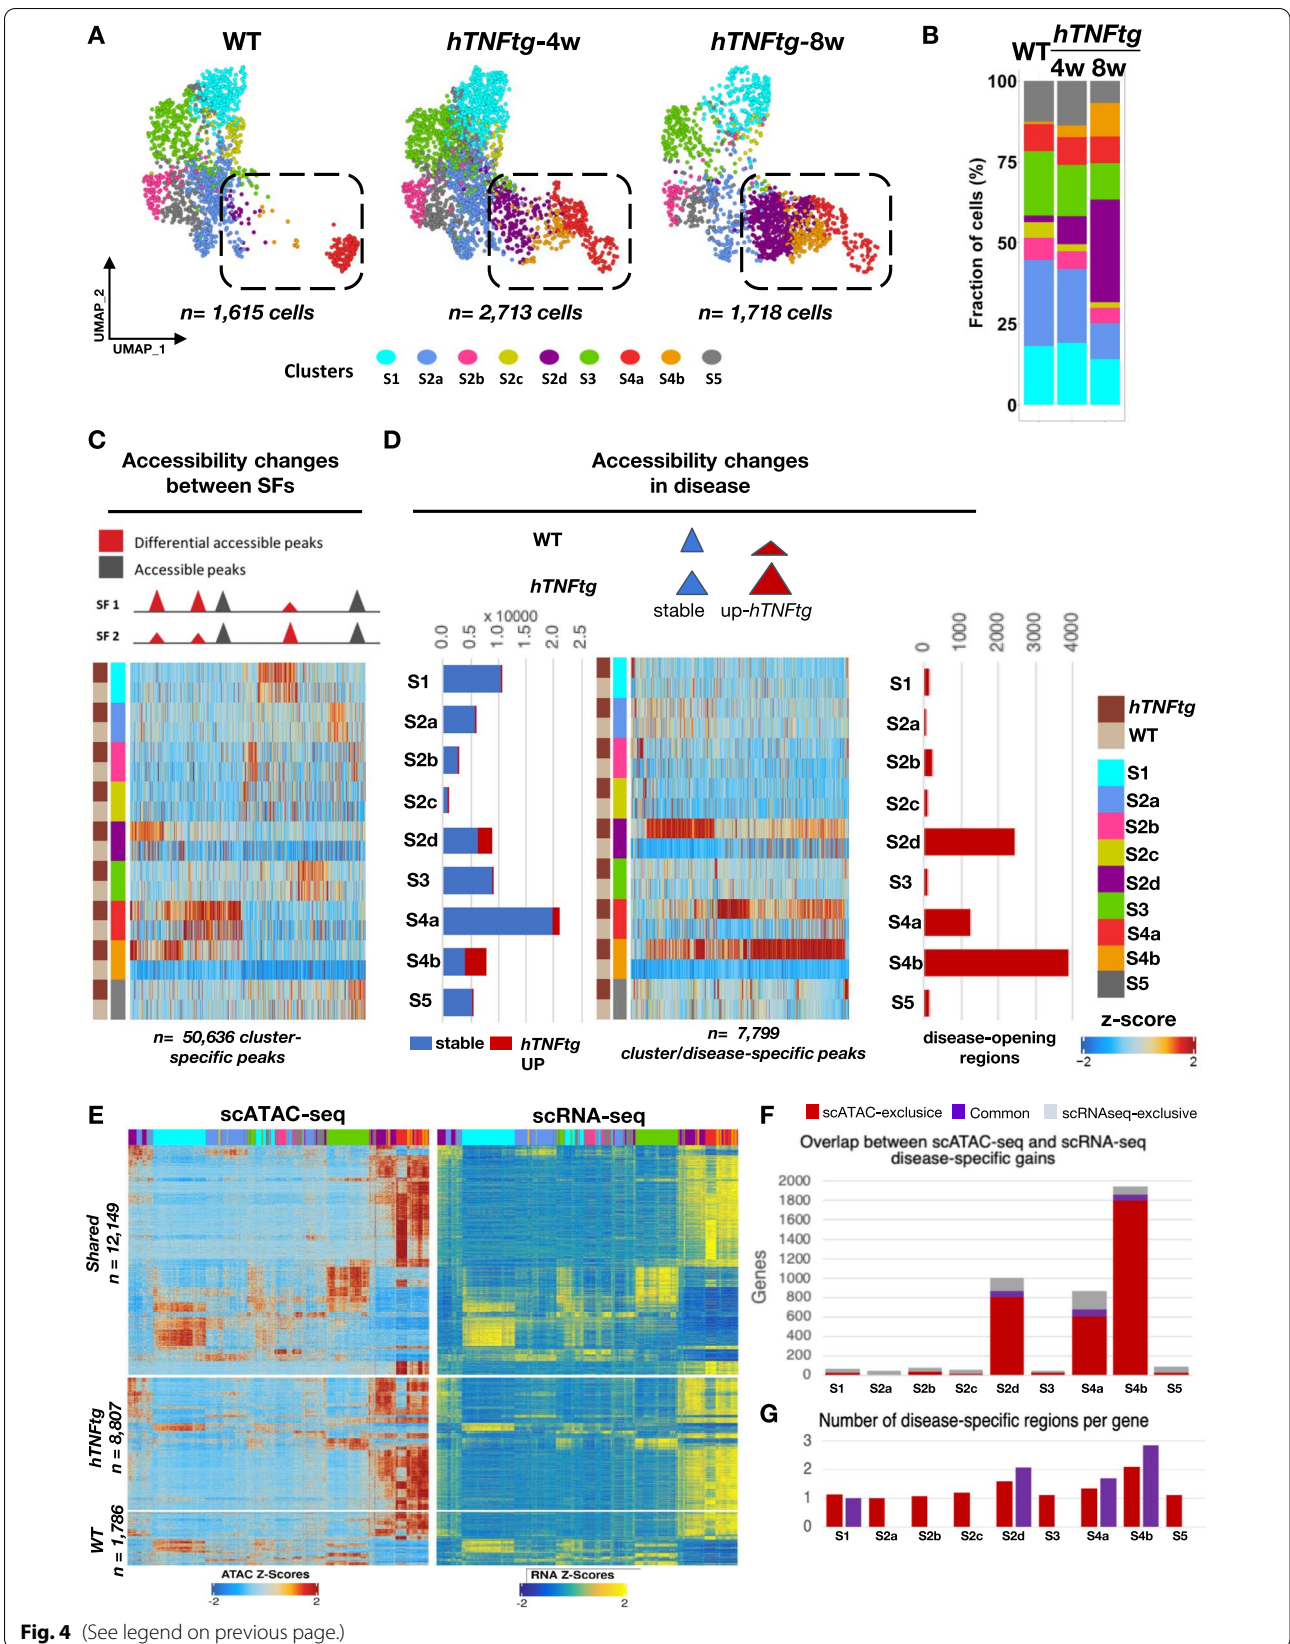 A
WT
hTNFtg-4w
hTNFtg-8w
n= 1,615 cells
n= 2,713 cells
n= 1,718 cells
UMAP_2
UMAP_1
Clusters
S1 S2a S2b S2c S2d S3 S4a S4b S5
B
hTNFtg
WT 4w 8w
Fraction of cells (%)
100
75
50
25
0
C
Accessibility changes
between SFs
Differential accessible peaks
Accessible peaks
SF 1
SF 2
n= 50,636 cluster-
specific peaks
D
Accessibility changes
in disease
WT
hTNFtg
stable up-hTNFtg
x 10000
0.0 0.5 1.0 1.5 2.0 2.5
S1
S2a
S2b
S2c
S2d
S3
S4a
S4b
S5
stable hTNFtg
UP
n= 7,799
cluster/disease-specific peaks
0 1000 2000 3000 4000
S1
S2a
S2b
S2c
S2d
S3
S4a
S4b
S5
disease-opening
regions
hTNFtg
WT
S1
S2a
S2b
S2c
S2d
S3
S4a
S4b
S5
z-score
-2 2
E
scATAC-seq scRNA-seq
Shared
n = 12,149
hTNFtg
n = 8,807
WT
n = 1,786
ATAC Z-Scores
-2 2
RNA Z-Scores
-2 2
F
scATAC-exclusice Common scRNAseq-exclusive
Overlap between scATAC-seq and scRNA-seq
disease-specific gains
Genes
2000
1800
1600
1400
1200
1000
800
600
400
200
0
S1 S2a S2b S2c S2d S3 S4a S4b S5
G
Number of disease-specific regions per gene
3
2
1
0
S1 S2a S2b S2c S2d S3 S4a S4b S5
Fig. 4 (See legend on previous page.)